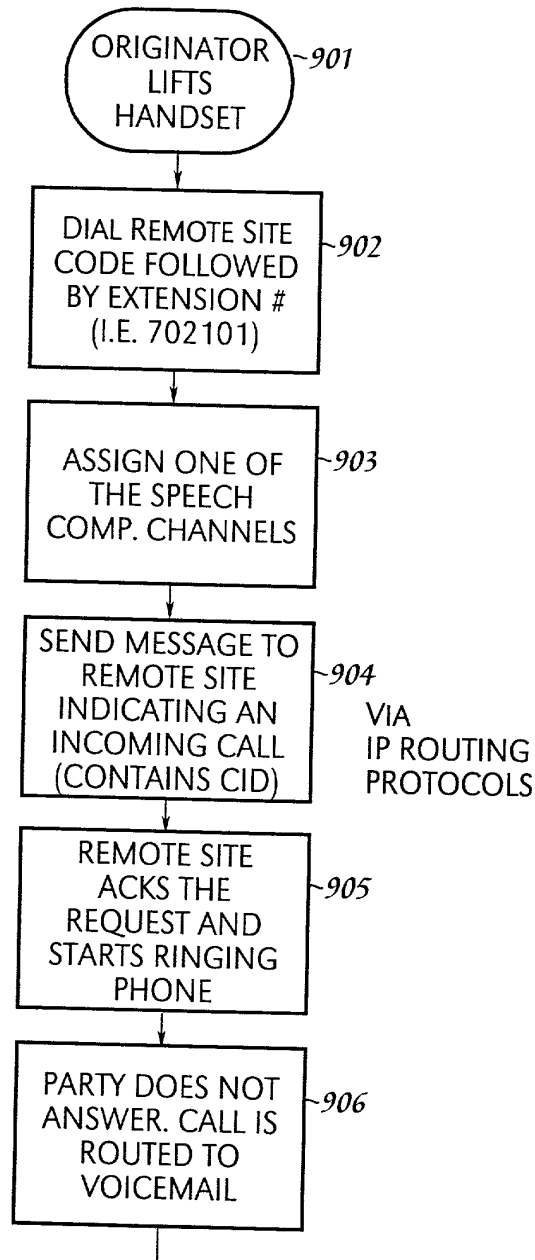 ORIGINATOR
LIFTS
HANDSET
901
DIAL REMOTE SITE
CODE FOLLOWED
BY EXTENSION #
(I.E. 702101)
902
ASSIGN ONE OF
THE SPEECH
COMP. CHANNELS
903
SEND MESSAGE TO
REMOTE SITE
INDICATING AN
INCOMING CALL
(CONTAINS CID)
904
VIA
IP ROUTING
PROTOCOLS
REMOTE SITE
ACKS THE
REQUEST AND
STARTS RINGING
PHONE
905
PARTY DOES NOT
ANSWER. CALL IS
ROUTED TO
VOICEMAIL
906